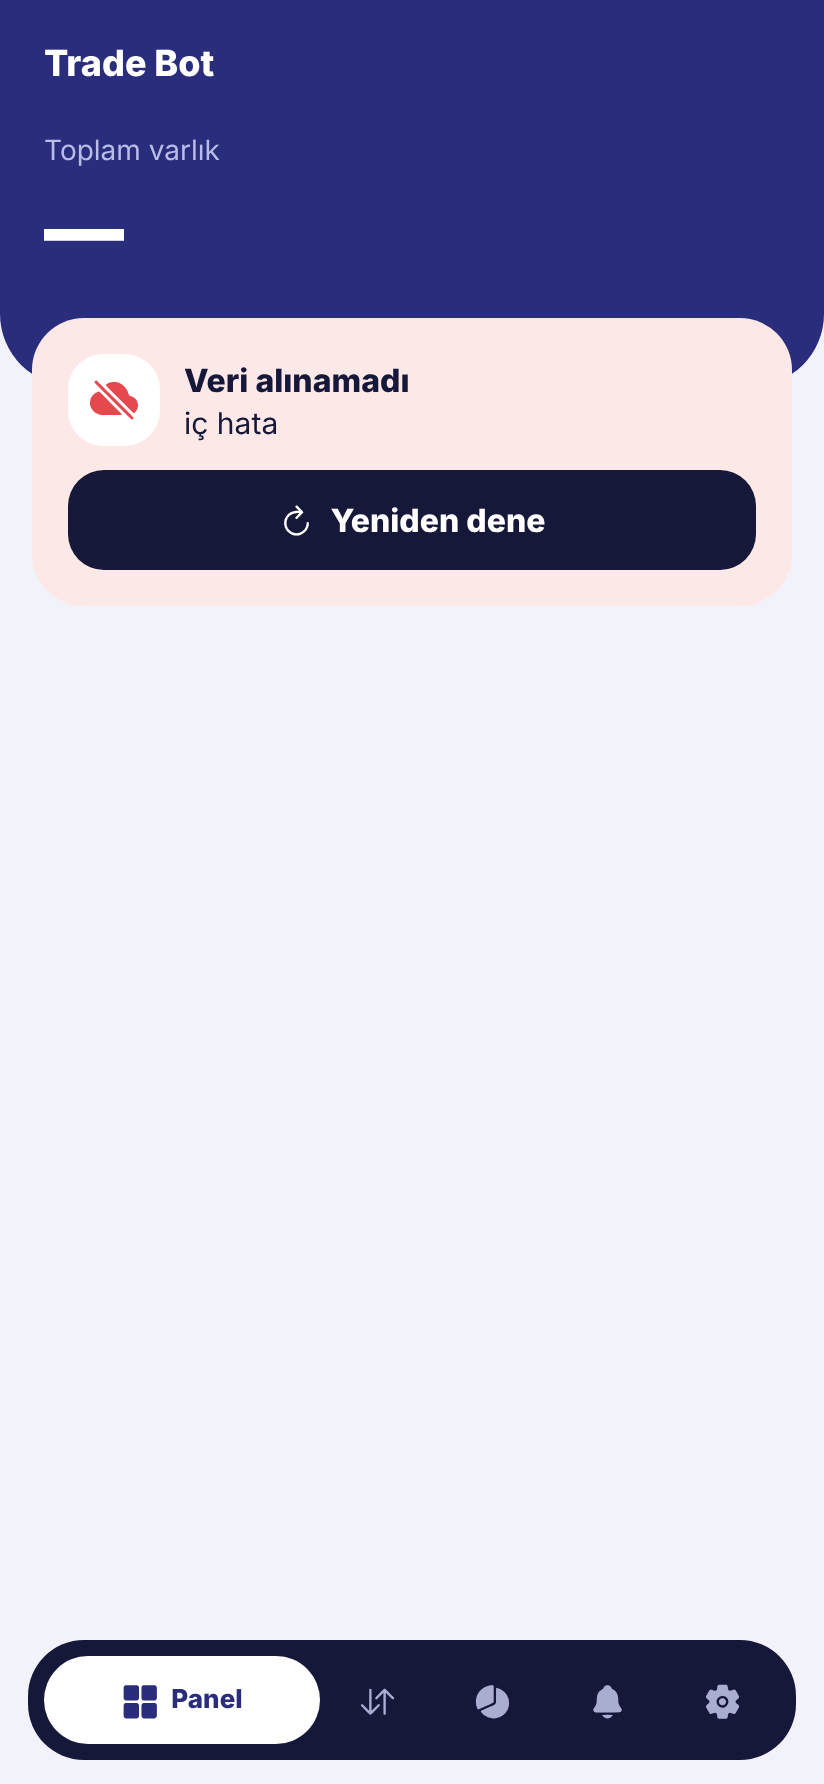 Trade Bot
Toplam varlık
—
Veri alınamadı
iç hata
Yeniden dene
Panel